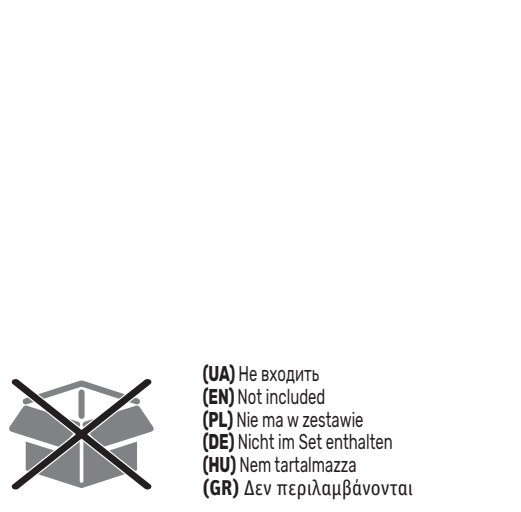 (UA) Не входить
(EN) Not included
(PL) Nie ma w zestawie
(DE) Nicht im Set enthalten
(HU) Nem tartalmazza
(GR) Δεν περιλαμβάνονται